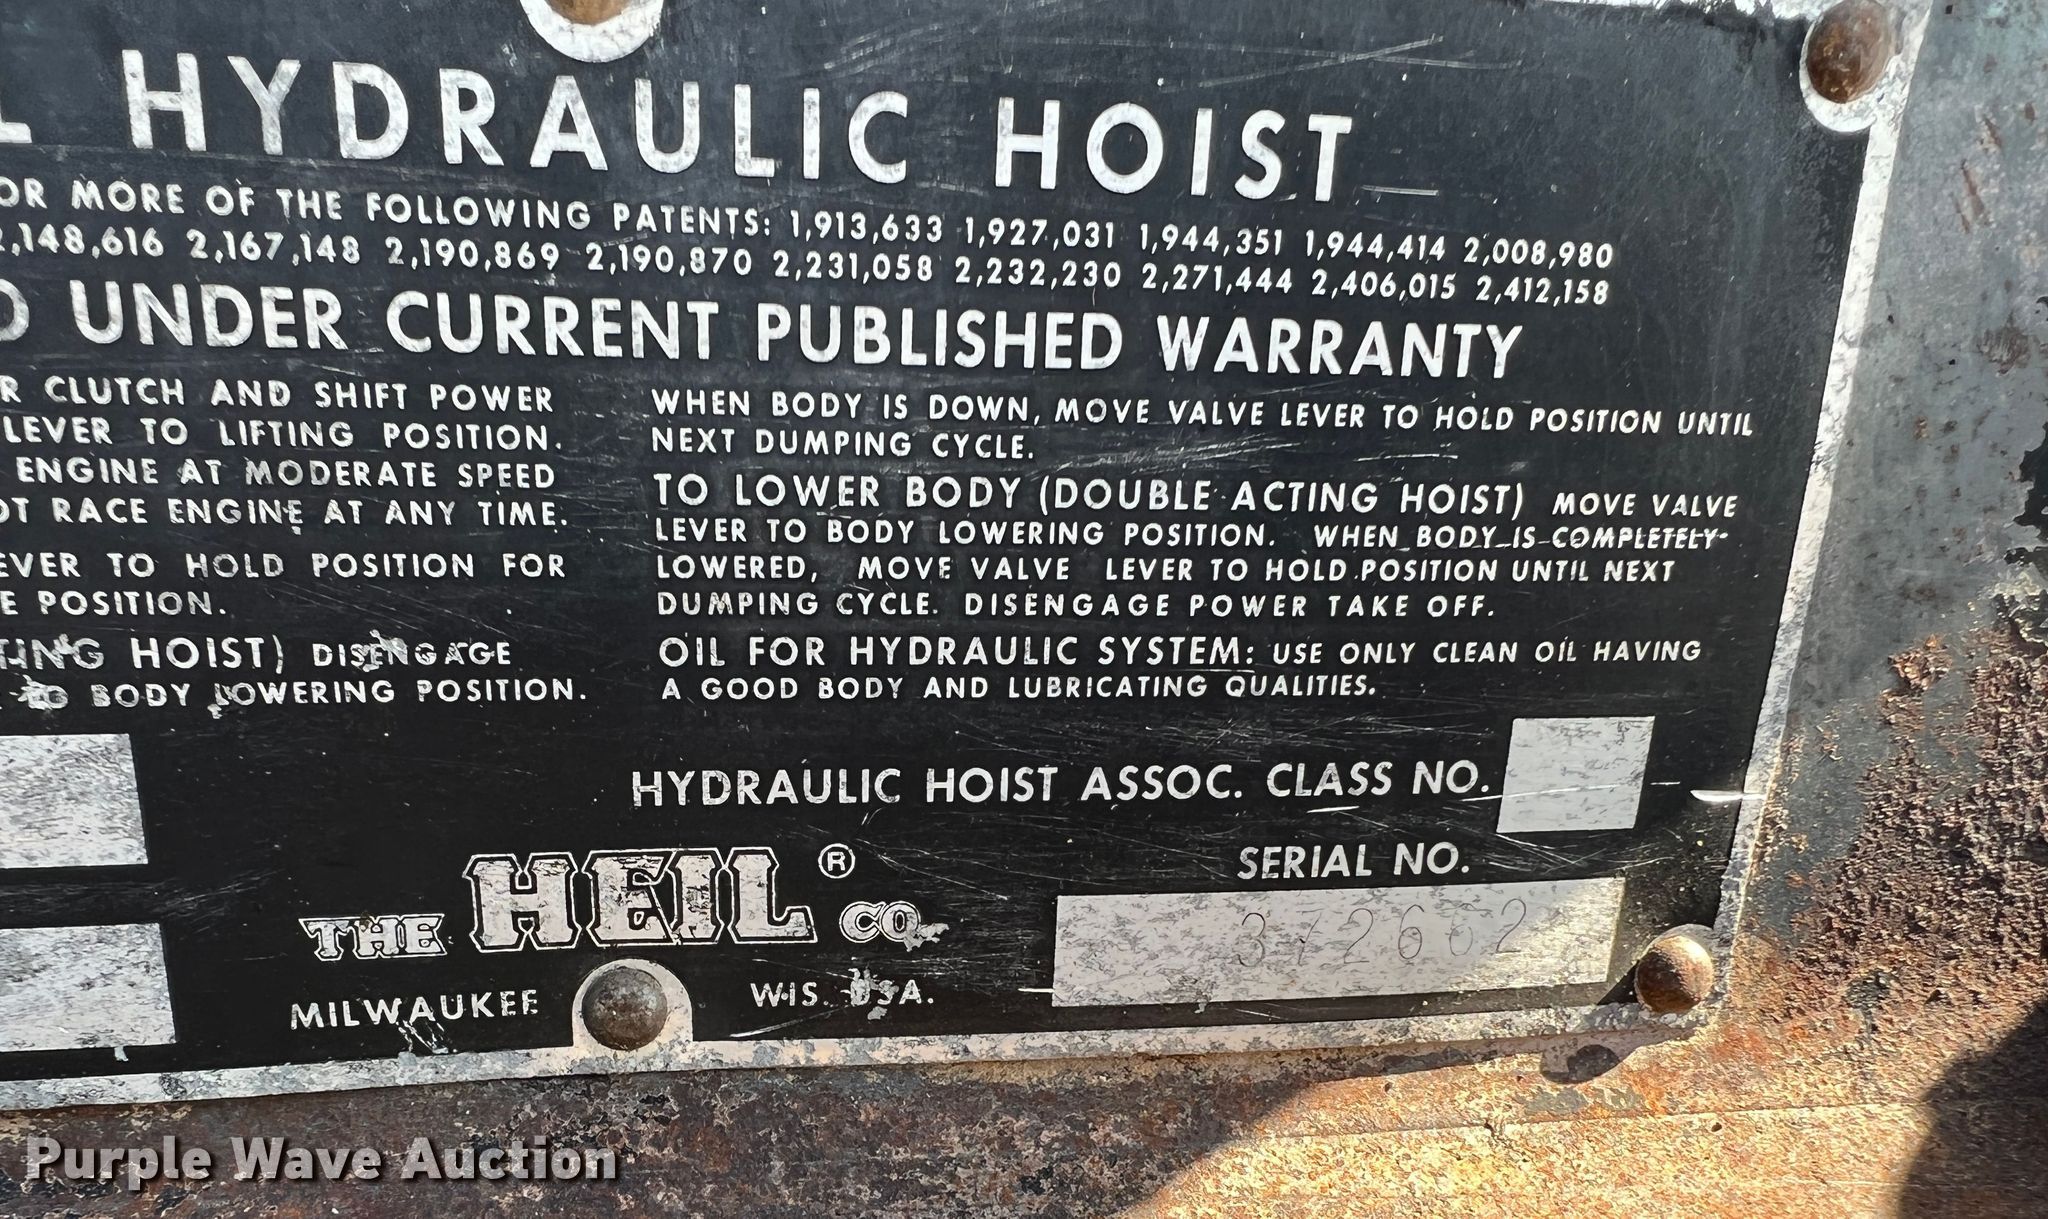 HYDRAULIC HOIST
OR MORE OF THE FOLLOWING PATENTS: 1,913,633 1,927,031 1,944,351 1,944,414 2,008,980
2,148,616 2,167,148 2,190,869 2,190,870 2,231,058 2,232,230 2,271,444 2,406,015 2,412,158
UNDER CURRENT PUBLISHED WARRANTY
CLUTCH AND SHIFT POWER
LEVER TO LIFTING POSITION.
ENGINE AT MODERATE SPEED
RACE ENGINE AT ANY TIME.
TO HOLD POSITION FOR
POSITION.
HOIST) DISENGAGE
TO BODY LOWERING POSITION.
WHEN BODY IS DOWN, MOVE VALVE LEVER TO HOLD POSITION UNTIL
NEXT DUMPING CYCLE.
TO LOWER BODY (DOUBLE ACTING HOIST) MOVE VALVE
LEVER TO BODY LOWERING POSITION. WHEN BODY IS COMPLETELY
LOWERED, MOVE VALVE LEVER TO HOLD POSITION UNTIL NEXT
DUMPING CYCLE. DISENGAGE POWER TAKE OFF.
OIL FOR HYDRAULIC SYSTEM: USE ONLY CLEAN OIL HAVING
A GOOD BODY AND LUBRICATING QUALITIES.
HYDRAULIC HOIST ASSOC. CLASS NO.
SERIAL NO.
372662
THE HEIL ® CO
MILWAUKEE WIS. USA.
Purple Wave Auction